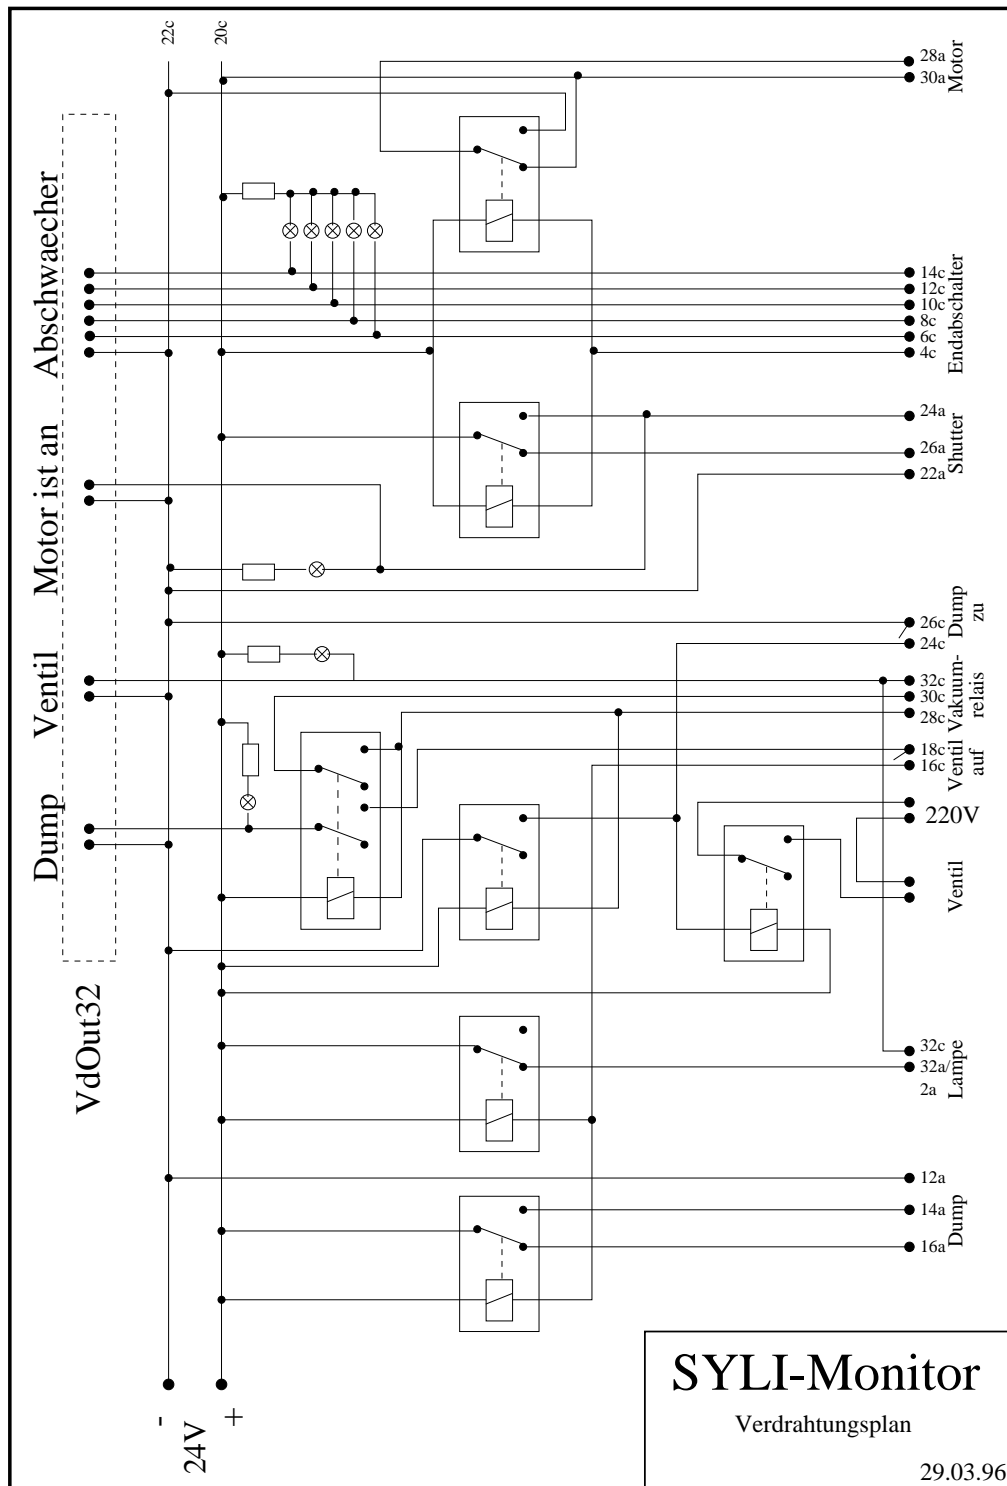 22c
20c
28a
30a
Motor
Abschwaecher
14c
12c
10c
8c
6c
4c
Endabschalter
24a
26a
22a
Shutter
Motor ist an
26c
24c
Dump
zu
Ventil
32c
30c
28c
Vakuum-
relais
18c
16c
Ventil
auf
Dump
220V
Ventil
VdOut32
32c
32a/
2a
Lampe
12a
14a
16a
Dump
-
24V
+
SYLI-Monitor
Verdrahtungsplan
29.03.96